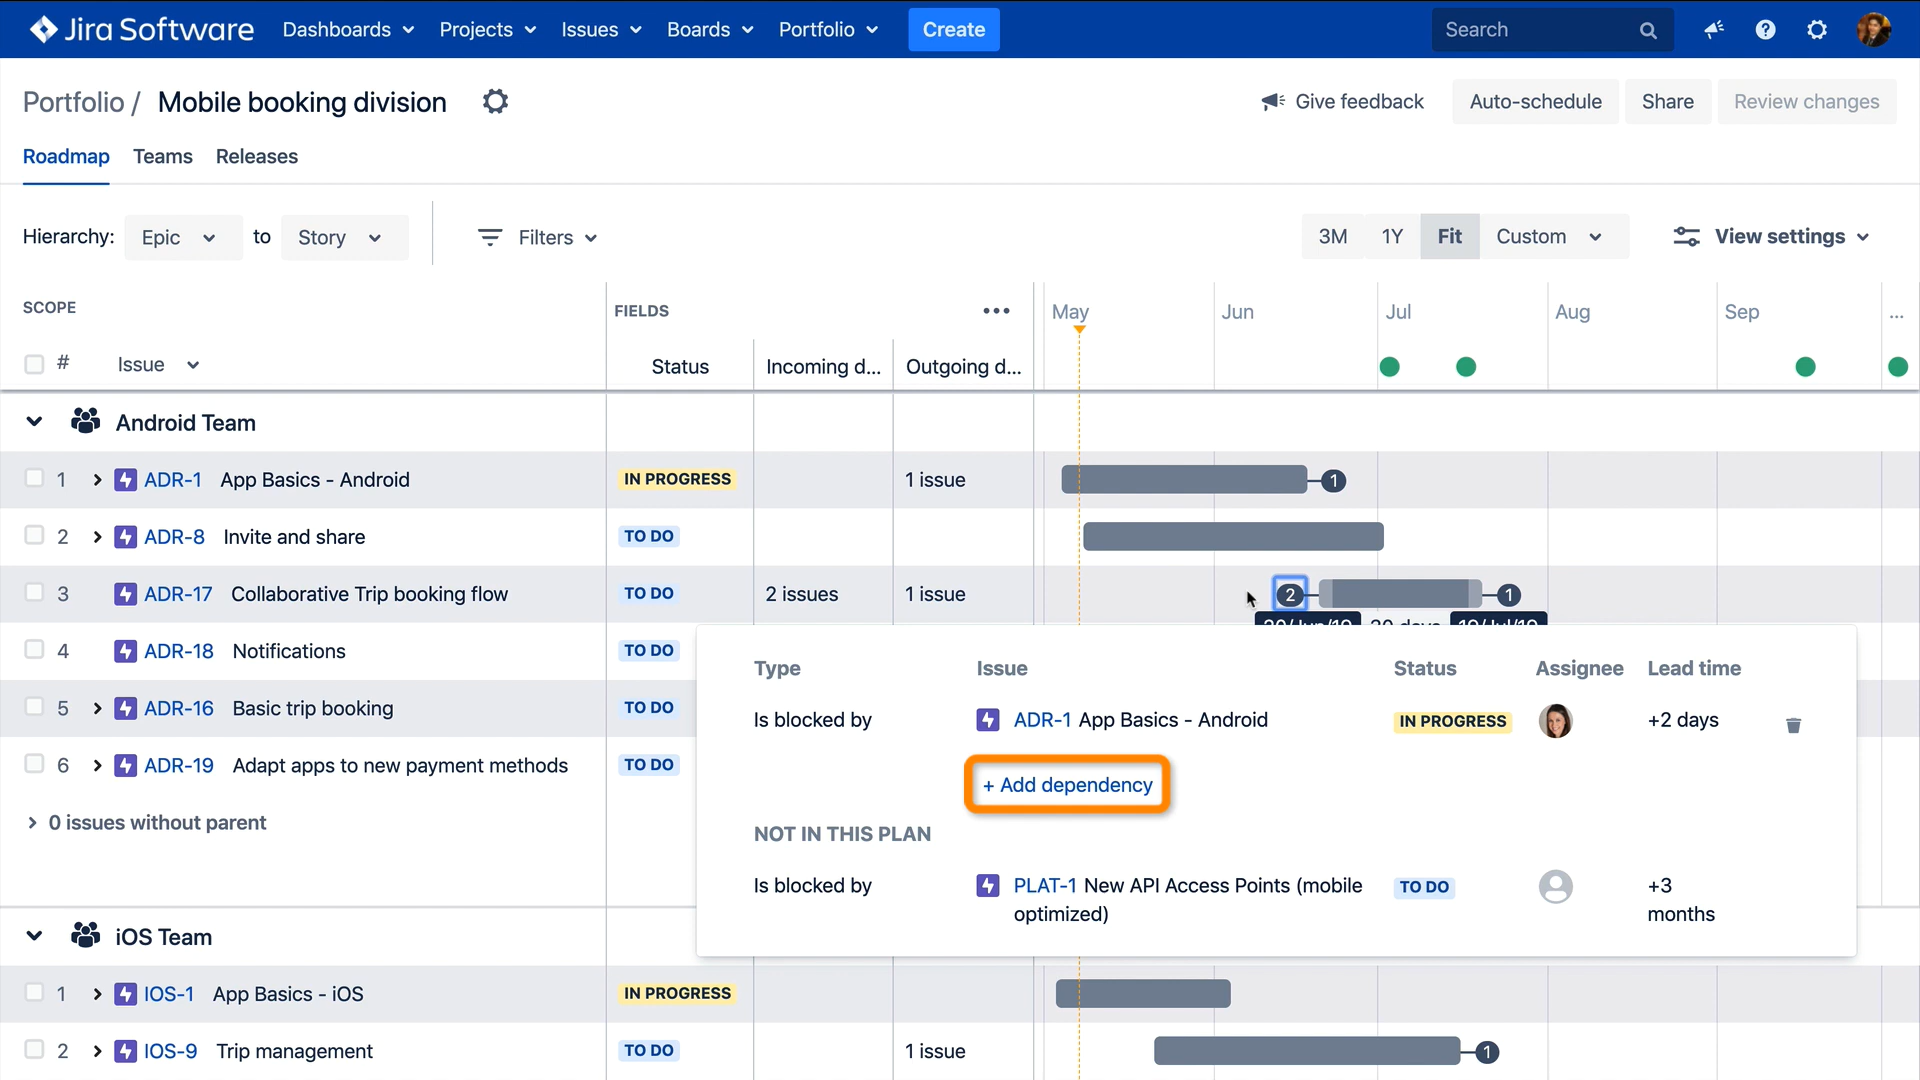 Jira Software Dashboards Projects Issues Boards Portfolio Create Search
Portfolio / Mobile booking division Give feedback Auto-schedule Share Review changes
Roadmap Teams Releases
Hierarchy: Epic to Story Filters 3M 1Y Fit Custom View settings
SCOPE FIELDS ••• May Jun Jul Aug Sep ...
# Issue Status Incoming d... Outgoing d...
Android Team
1 ADR-1 App Basics - Android IN PROGRESS 1 issue 1
2 ADR-8 Invite and share TO DO
3 ADR-17 Collaborative Trip booking flow TO DO 2 issues 1 issue 2 1
4 ADR-18 Notifications TO DO
5 ADR-16 Basic trip booking TO DO
6 ADR-19 Adapt apps to new payment methods TO DO
0 issues without parent
Type Issue Status Assignee Lead time
Is blocked by ADR-1 App Basics - Android IN PROGRESS +2 days
+ Add dependency
NOT IN THIS PLAN
Is blocked by PLAT-1 New API Access Points (mobile TO DO +3
optimized) months
iOS Team
1 IOS-1 App Basics - iOS IN PROGRESS
2 IOS-9 Trip management TO DO 1 issue 1